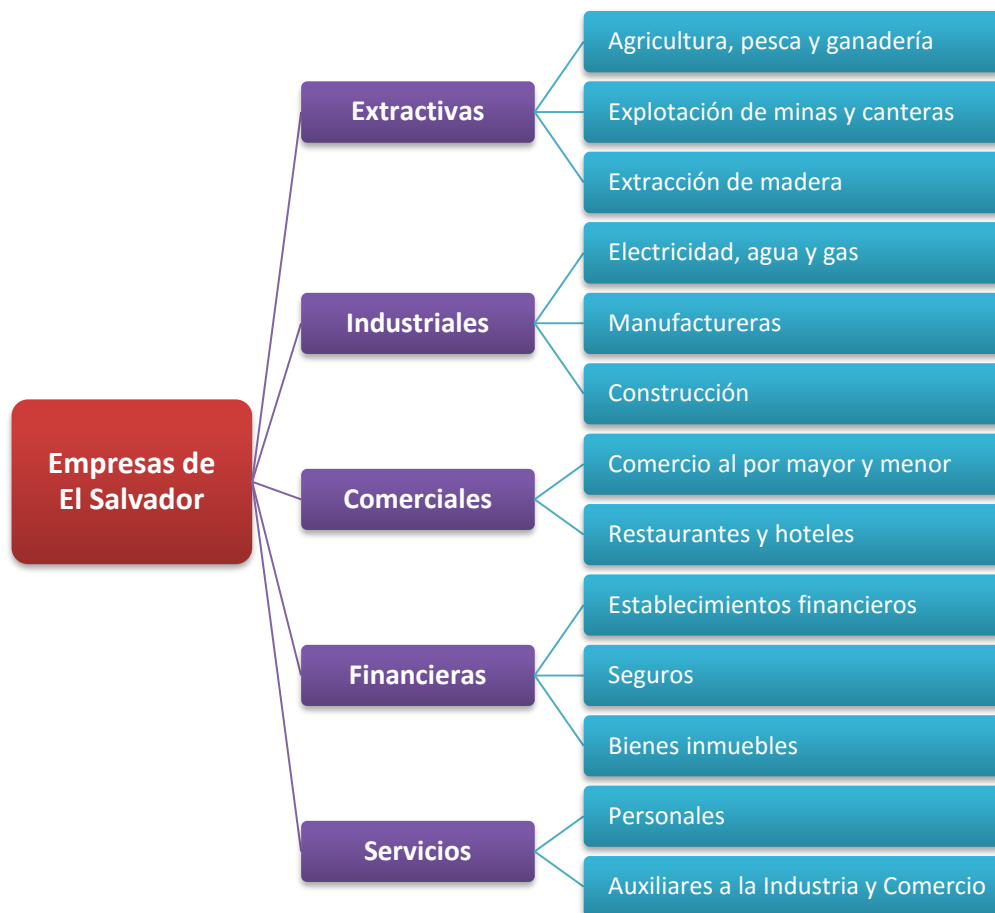 Empresas de
El Salvador
Extractivas
Agricultura, pesca y ganadería
Explotación de minas y canteras
Extracción de madera
Industriales
Electricidad, agua y gas
Manufactureras
Construcción
Comerciales
Comercio al por mayor y menor
Restaurantes y hoteles
Financieras
Establecimientos financieros
Seguros
Bienes inmuebles
Servicios
Personales
Auxiliares a la Industria y Comercio